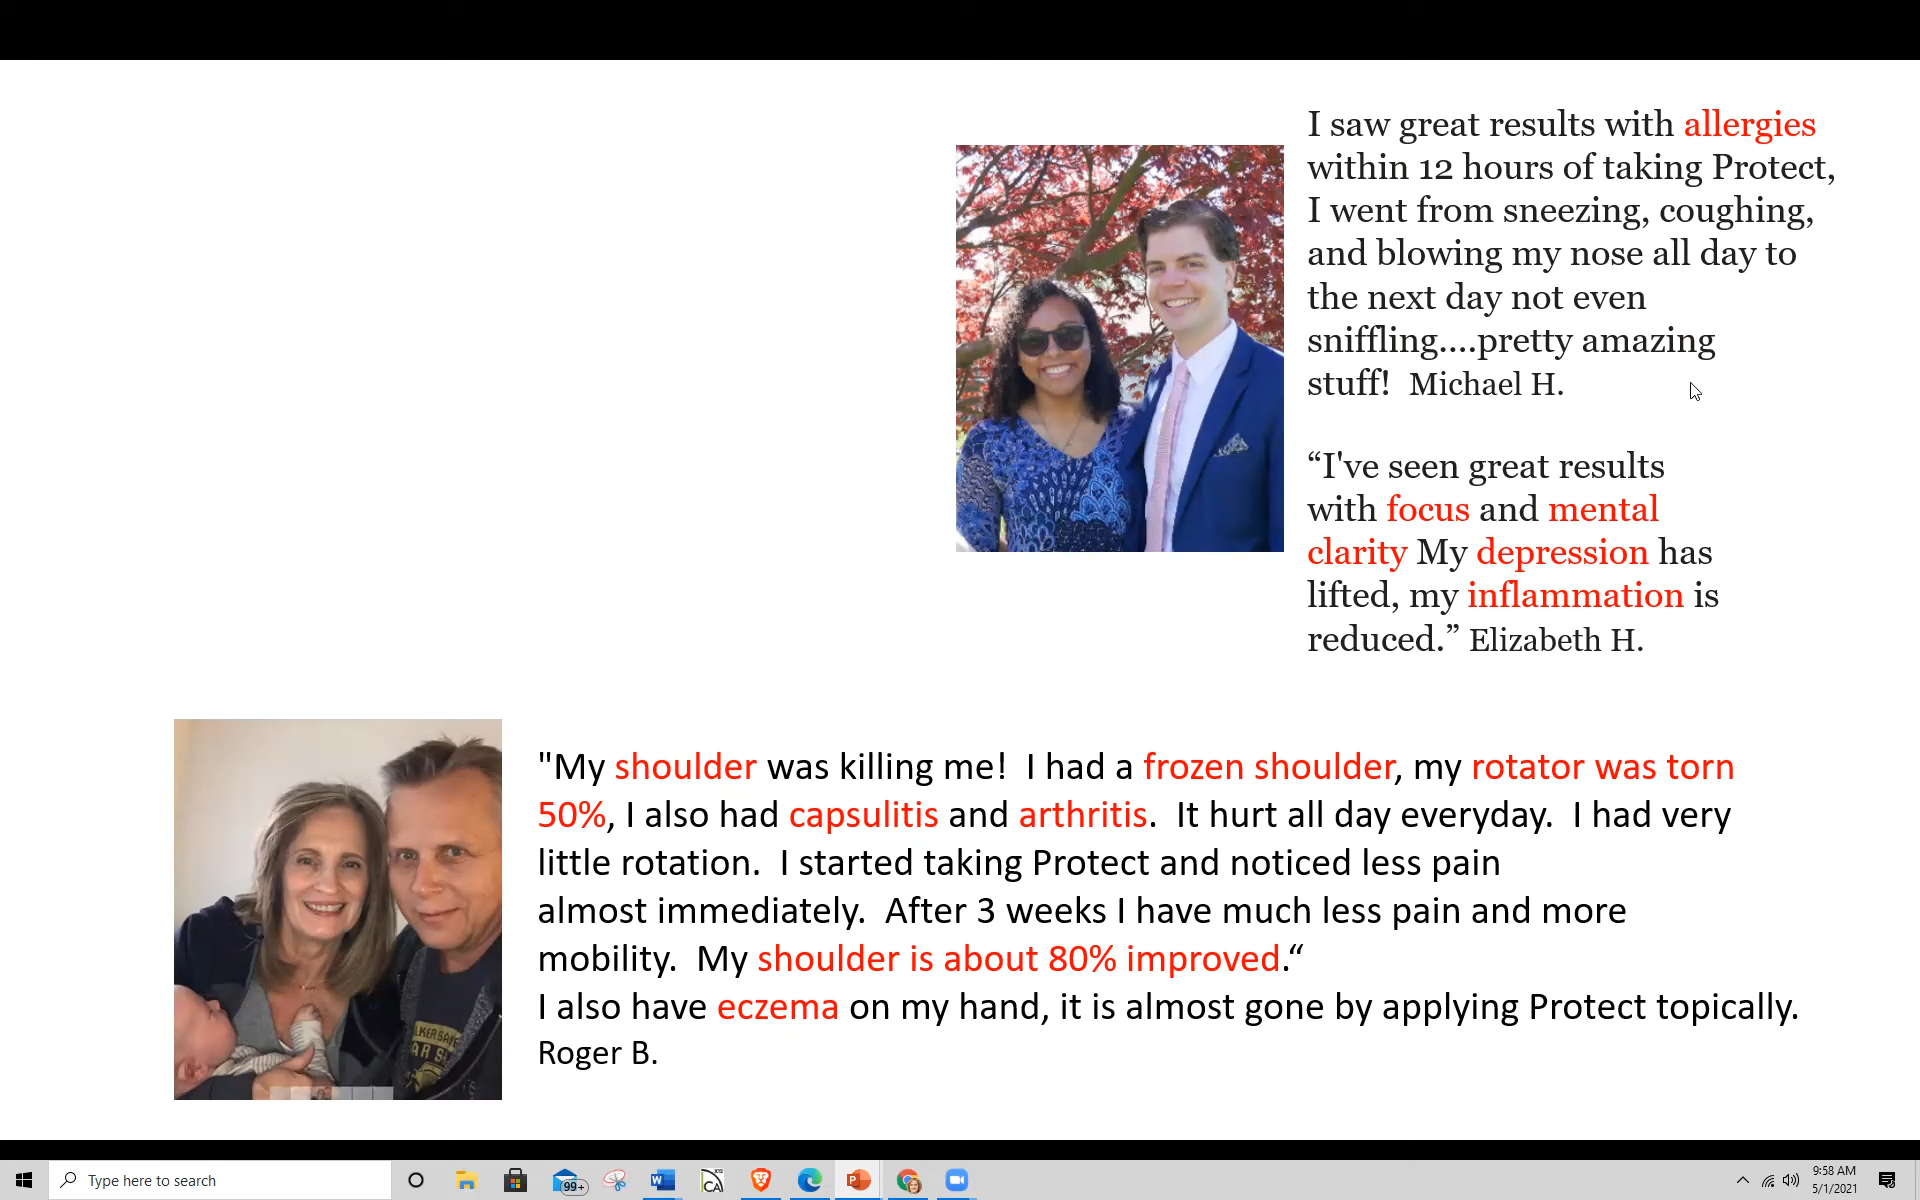 I saw great results with allergies
within 12 hours of taking Protect,
I went from sneezing, coughing,
and blowing my nose all day to
the next day not even
sniffling....pretty amazing
stuff!  Michael H.
“I've seen great results
with focus and mental
clarity My depression has
lifted, my inflammation is
reduced.” Elizabeth H.
"My shoulder was killing me!  I had a frozen shoulder, my rotator was torn
50%, I also had capsulitis and arthritis.  It hurt all day everyday.  I had very
little rotation.  I started taking Protect and noticed less pain
almost immediately.  After 3 weeks I have much less pain and more
mobility.  My shoulder is about 80% improved.“
I also have eczema on my hand, it is almost gone by applying Protect topically.
Roger B.
Type here to search
99+
W
CA
P
9:58 AM
5/1/2021